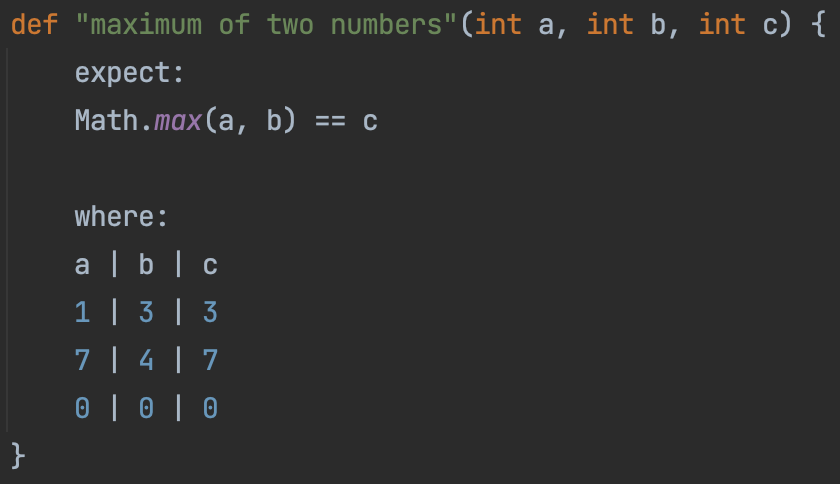 def "maximum of two numbers"(int a, int b, int c) {
    expect:
    Math.max(a, b) == c

    where:
    a | b | c
    1 | 3 | 3
    7 | 4 | 7
    0 | 0 | 0
}